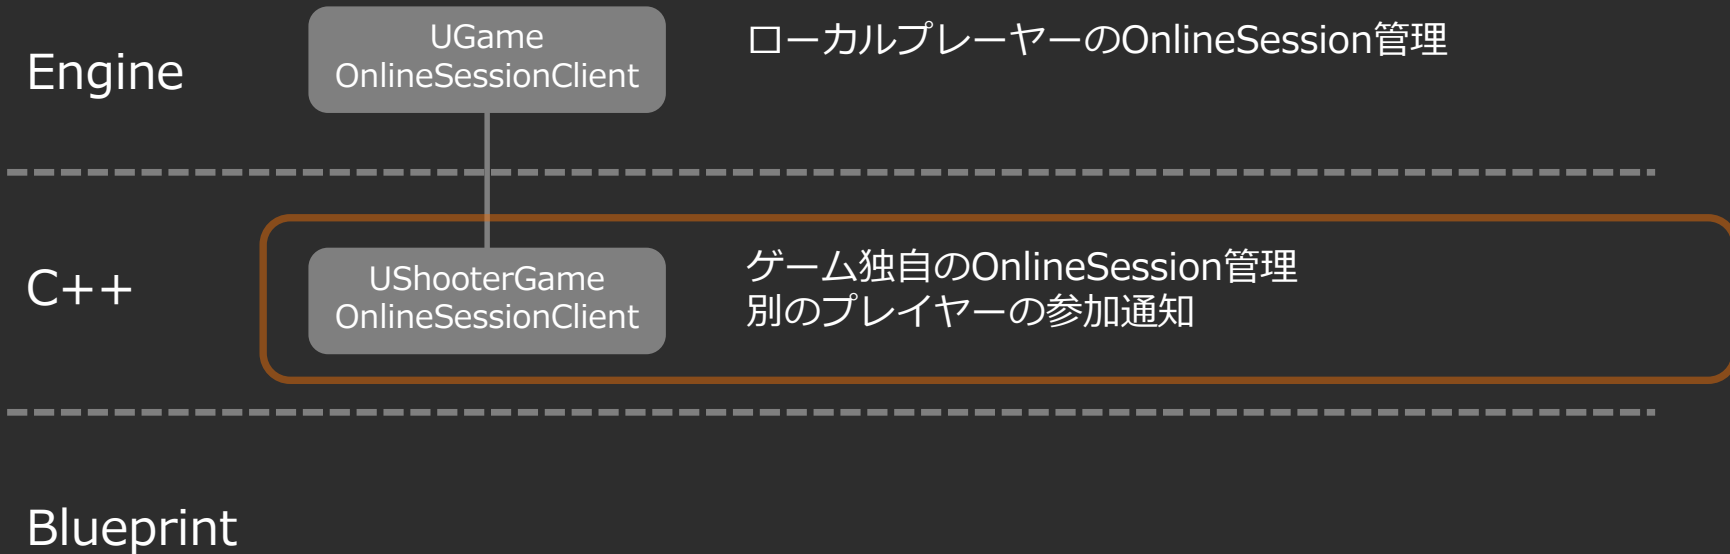 Engine
UGame
OnlineSessionClient
ローカルプレーヤーのOnlineSession管理
C++
UShooterGame
OnlineSessionClient
ゲーム独自のOnlineSession管理
別のプレイヤーの参加通知
Blueprint